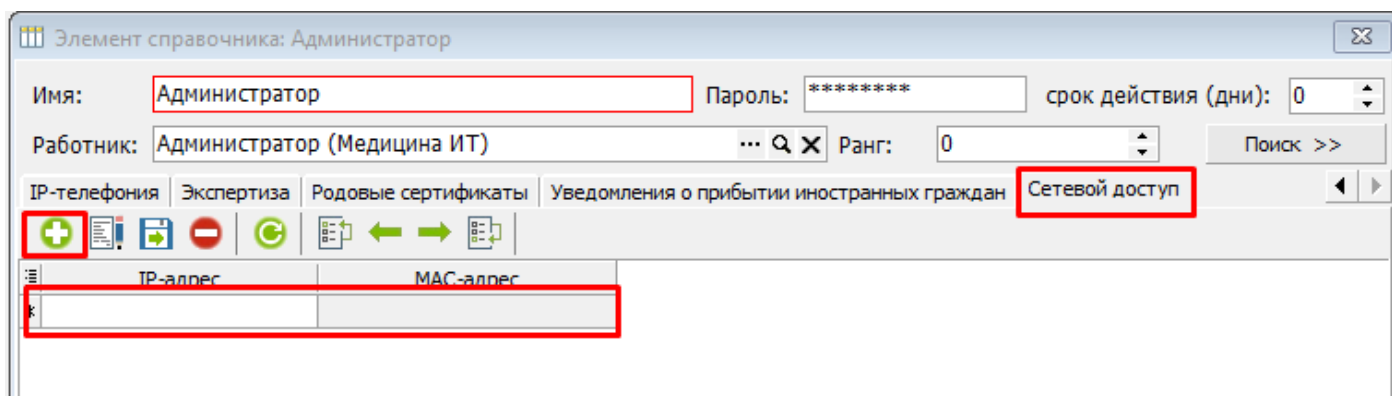 Элемент справочника: Администратор
Имя: Администратор Пароль: ******** срок действия (дни): 0
Работник: Администратор (Медицина ИТ) ... Ранг: 0 Поиск >>
IP-телефония Экспертиза Родовые сертификаты Уведомления о прибытии иностранных граждан Сетевой доступ
IP-адрес MAC-адрес
*